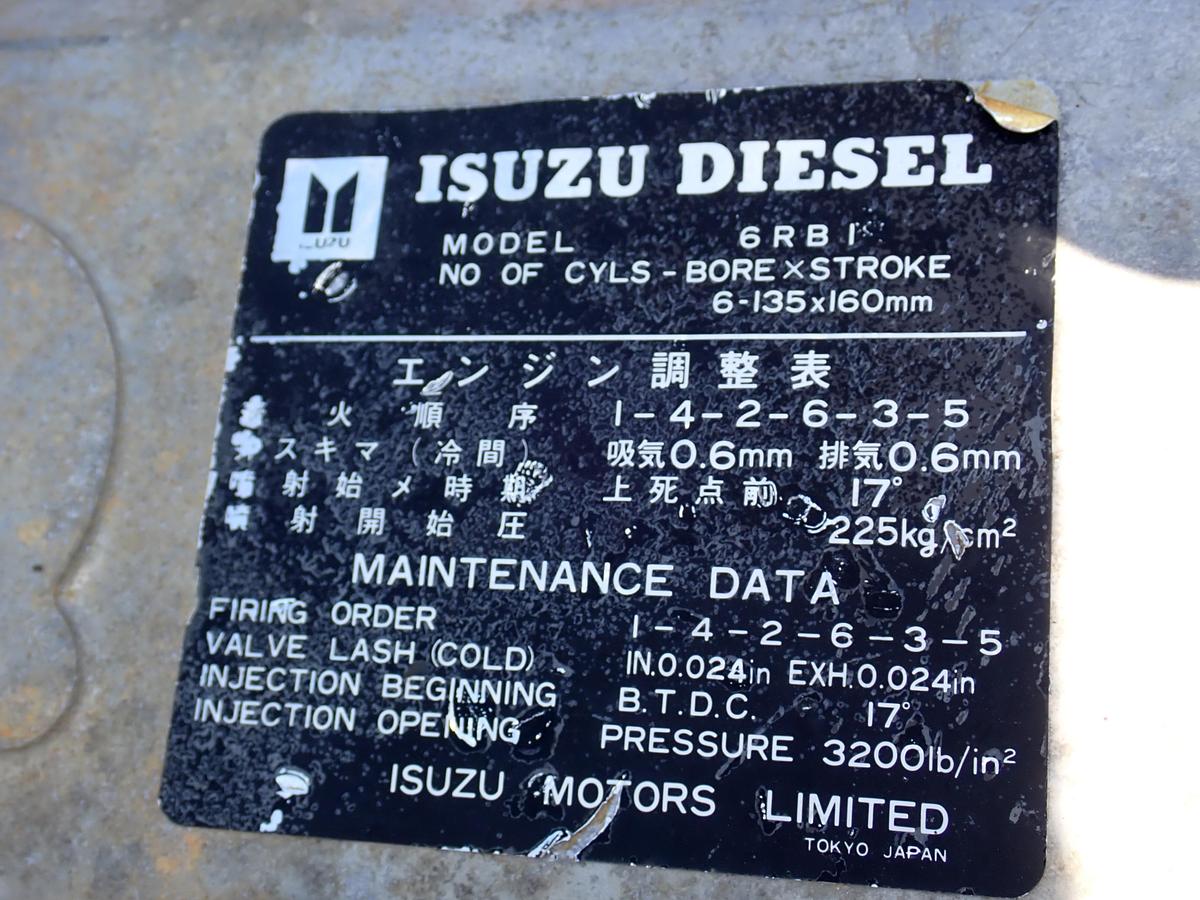 ISUZU DIESEL
MODEL 6RB1
NO OF CYLS - BORE×STROKE
6-135x160mm
エンジン調整表
火順序 1-4-2-6-3-5
スキマ(冷間) 吸気0.6mm 排気0.6mm
噴射始メ時期 上死点前 17°
噴射開始圧 225kg/cm²
MAINTENANCE DATA
FIRING ORDER 1-4-2-6-3-5
VALVE LASH (COLD) IN.0.024in EXH.0.024in
INJECTION BEGINNING B.T.D.C. 17°
INJECTION OPENING PRESSURE 3200lb/in²
ISUZU MOTORS LIMITED
TOKYO JAPAN